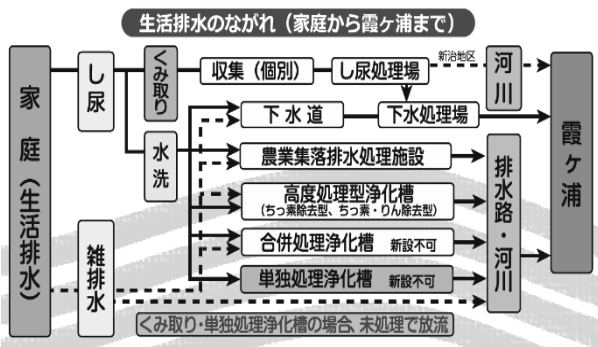 生活排水のながれ（家庭から霞ヶ浦まで）
家庭（生活排水）
し尿
くみ取り
収集（個別）
し尿処理場
新治地区
河川
霞ヶ浦
下水道
下水処理場
水洗
農業集落排水処理施設
排水路・河川
高度処理型浄化槽
（ちっ素除去型、ちっ素・りん除去型）
合併処理浄化槽 新設不可
雑排水
単独処理浄化槽 新設不可
くみ取り・単独処理浄化槽の場合、未処理で放流